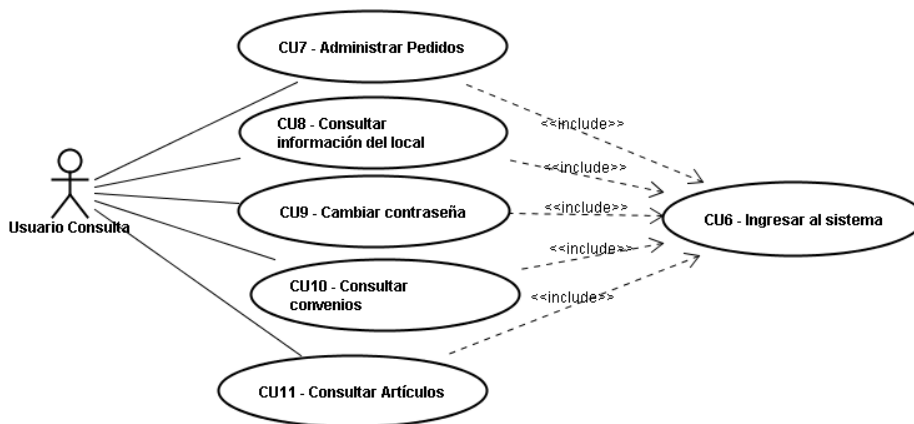 CU7 - Administrar Pedidos
<<include>>
CU8 - Consultar
información del local
<<include>>
Usuario Consulta
CU9 - Cambiar contraseña
<<include>>
CU6 - Ingresar al sistema
<<include>>
CU10 - Consultar
convenios
<<include>>
CU11 - Consultar Artículos